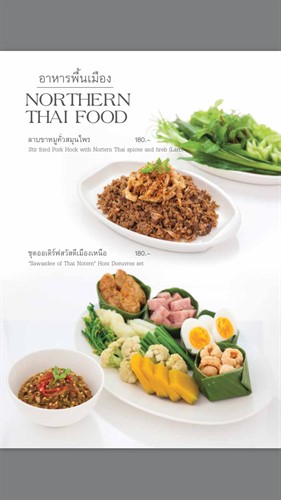 อาหารพื้นเมือง
NORTHERN
THAI FOOD
ลาบขาหมูคั่วสมุนไพร 180.-
Stir fried Pork Hock with Nortern Thai spices and hreb (Larb
ชุดออเดิร์ฟสวัสดีเมืองเหนือ 180.-
"Sawasdee of Thai Notern" Hors Doeuvres set